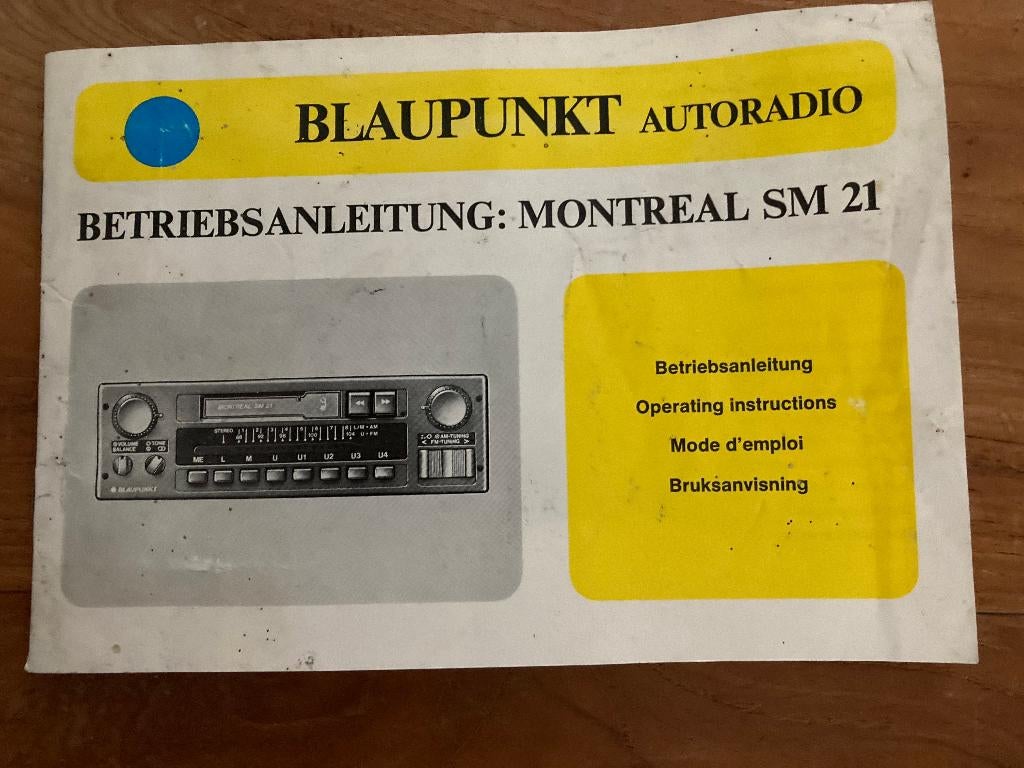 BLAUPUNKT AUTORADIO
BETRIEBSANLEITUNG: MONTREAL SM 21
Betriebsanleitung
Operating instructions
Mode d'emploi
Bruksanvisning
MONTREAL SM 21
STEREO
VOLUME
BALANCE
TONE
AM-TUNING
FM-TUNING
ME L M U U1 U2 U3 U4
BLAUPUNKT